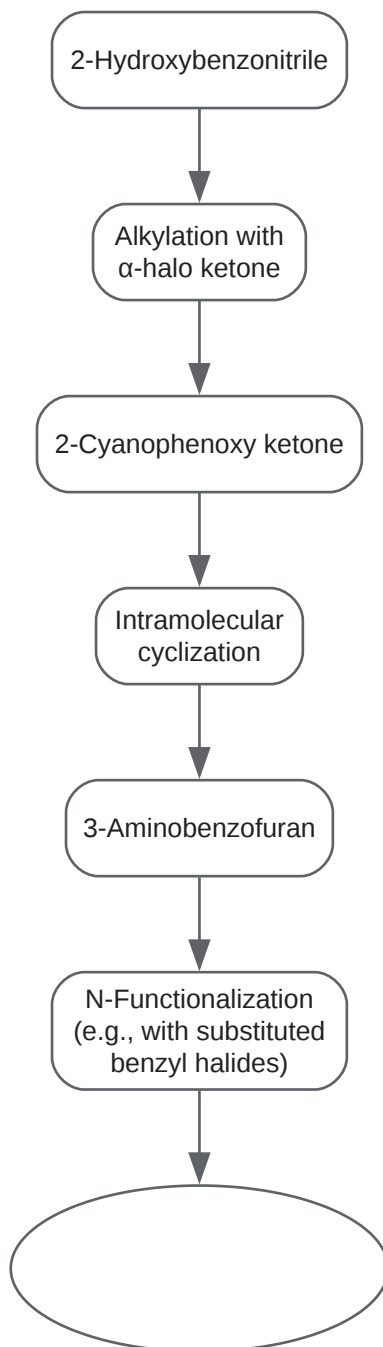 2-Hydroxybenzonitrile
Alkylation with
α-halo ketone
2-Cyanophenoxy ketone
Intramolecular
cyclization
3-Aminobenzofuran
N-Functionalization
(e.g., with substituted
benzyl halides)